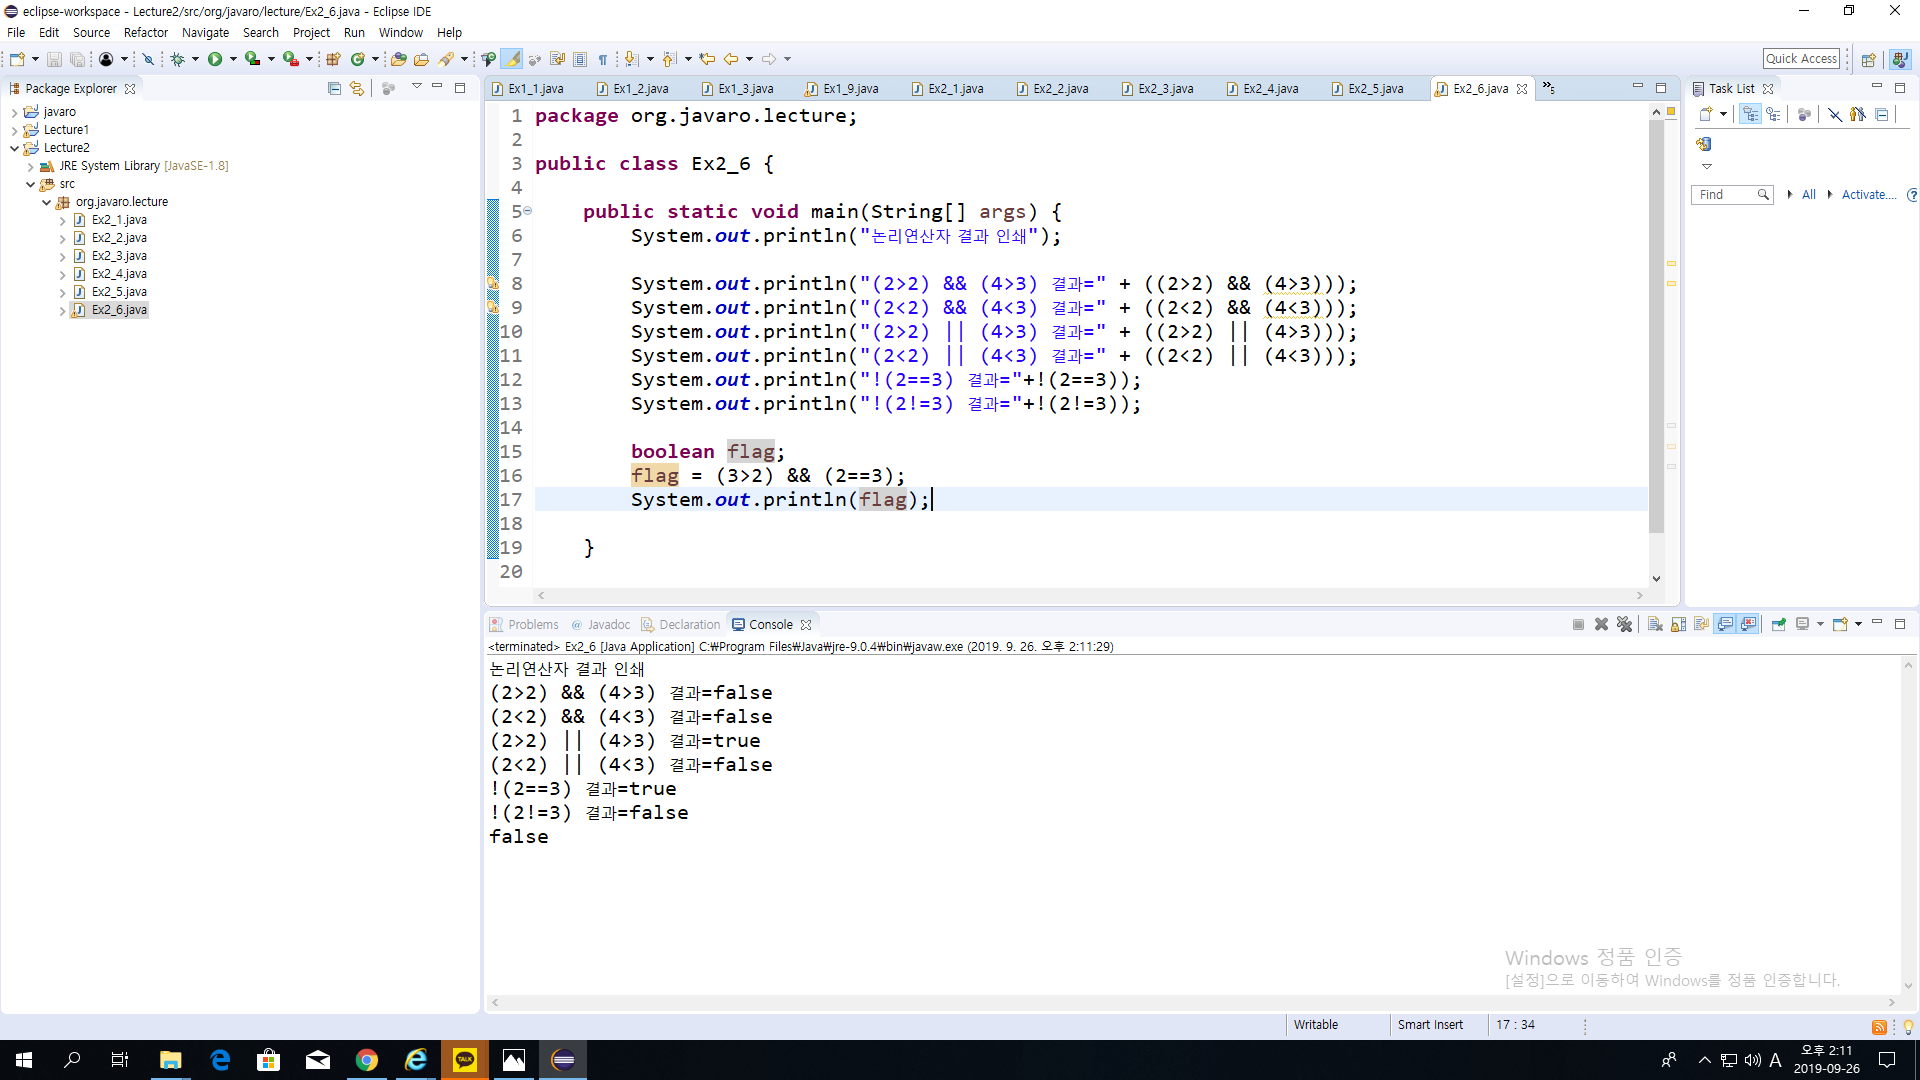 eclipse-workspace - Lecture2/src/org/javaro/lecture/Ex2_6.java - Eclipse IDE
File Edit Source Refactor Navigate Search Project Run Window Help
Quick Access
Package Explorer
javaro
Lecture1
Lecture2
JRE System Library [JavaSE-1.8]
src
org.javaro.lecture
Ex2_1.java
Ex2_2.java
Ex2_3.java
Ex2_4.java
Ex2_5.java
Ex2_6.java
Ex1_1.java Ex1_2.java Ex1_3.java Ex1_9.java Ex2_1.java Ex2_2.java Ex2_3.java Ex2_4.java Ex2_5.java Ex2_6.java »5
1 package org.javaro.lecture;
2
3 public class Ex2_6 {
4
5 public static void main(String[] args) {
6 System.out.println("논리연산자 결과 인쇄");
7
8 System.out.println("(2>2) && (4>3) 결과=" + ((2>2) && (4>3)));
9 System.out.println("(2<2) && (4<3) 결과=" + ((2<2) && (4<3)));
10 System.out.println("(2>2) || (4>3) 결과=" + ((2>2) || (4>3)));
11 System.out.println("(2<2) || (4<3) 결과=" + ((2<2) || (4<3)));
12 System.out.println("!(2==3) 결과="+!(2==3));
13 System.out.println("!(2!=3) 결과="+!(2!=3));
14
15 boolean flag;
16 flag = (3>2) && (2==3);
17 System.out.println(flag);
18
19 }
20
Task List
Find All Activate...
Problems Javadoc Declaration Console
<terminated> Ex2_6 [Java Application] C:₩Program Files₩Java₩jre-9.0.4₩bin₩javaw.exe (2019. 9. 26. 오후 2:11:29)
논리연산자 결과 인쇄
(2>2) && (4>3) 결과=false
(2<2) && (4<3) 결과=false
(2>2) || (4>3) 결과=true
(2<2) || (4<3) 결과=false
!(2==3) 결과=true
!(2!=3) 결과=false
false
Windows 정품 인증
[설정]으로 이동하여 Windows를 정품 인증합니다.
Writable Smart Insert 17 : 34
TALK
A
오후 2:11
2019-09-26